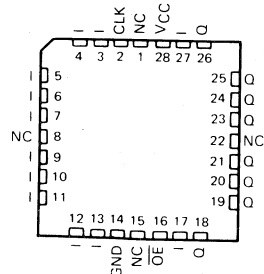 I I CLK NC VCC I Q
4 3 2 1 28 27 26
I 5 25 Q
I 6 24 Q
I 7 23 Q
NC 8 22 NC
I 9 21 Q
I 10 20 Q
I 11 19 Q
12 13 14 15 16 17 18
I I GND NC OE I Q